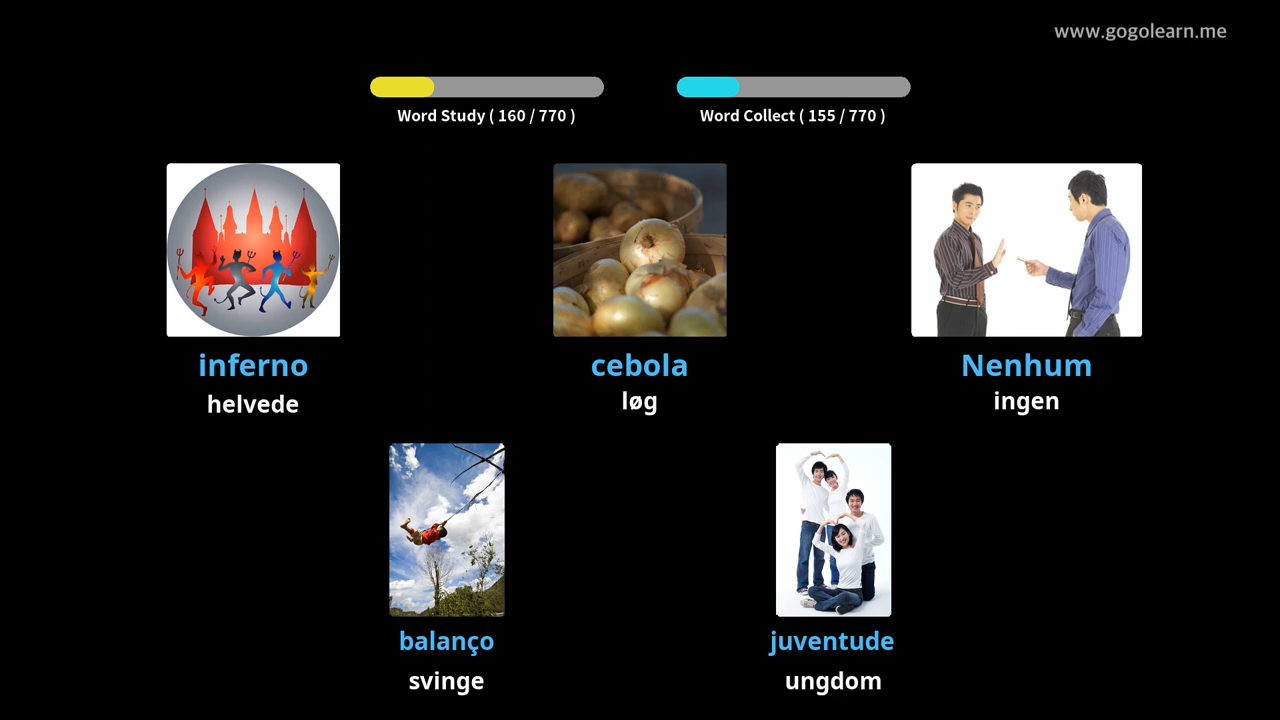 www.gogolearn.me
Word Study ( 160 / 770 )
Word Collect ( 155 / 770 )
inferno
helvede
cebola
løg
Nenhum
ingen
balanço
svinge
juventude
ungdom